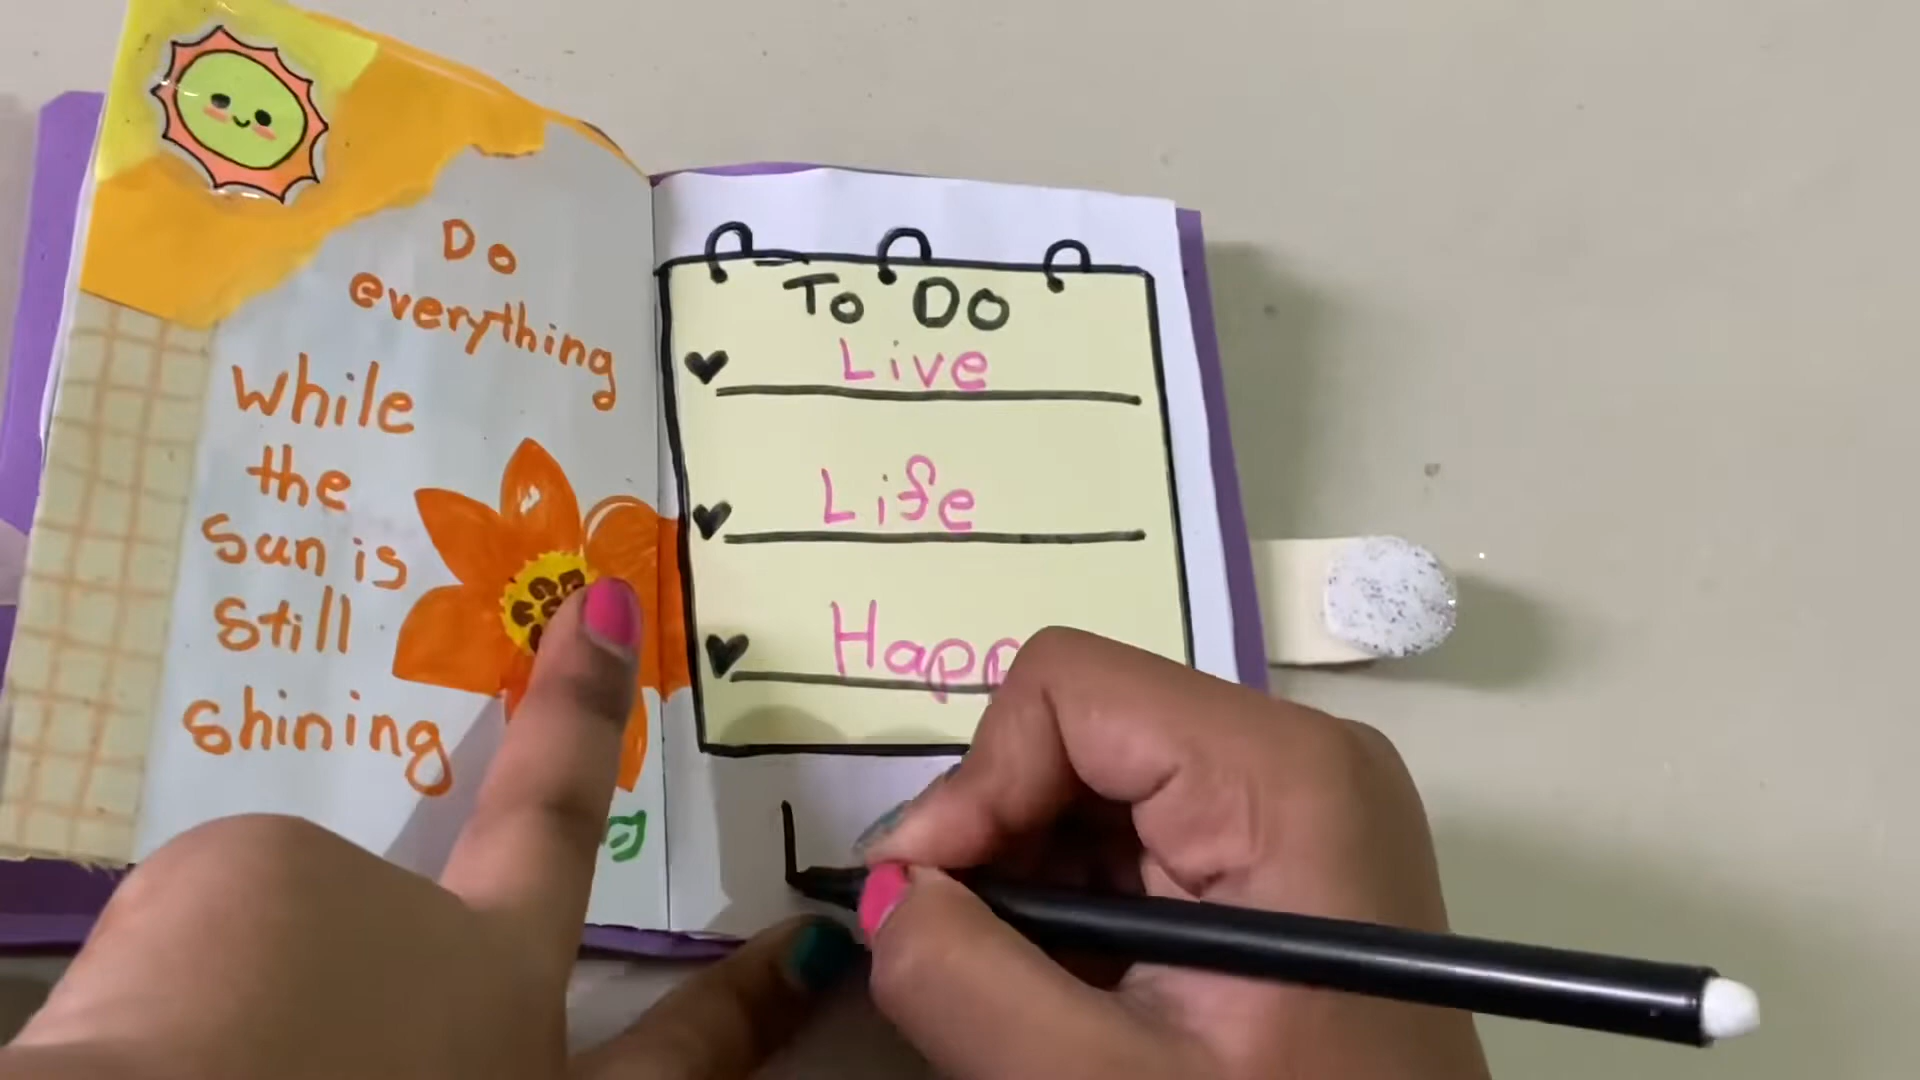 Do
everything
while
the
sun is
still
shining
To Do
Live
Life